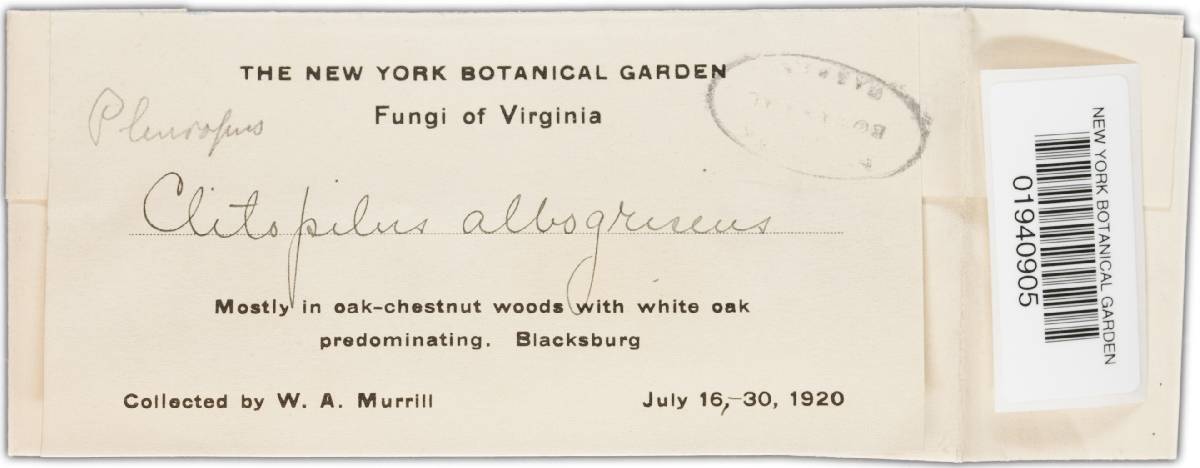 THE NEW YORK BOTANICAL GARDEN
Fungi of Virginia
Pleuropus
Clitopilus albogriseus
Mostly in oak-chestnut woods with white oak
predominating. Blacksburg
Collected by W. A. Murrill
July 16,-30, 1920
NEW YORK BOTANICAL GARDEN
01940905